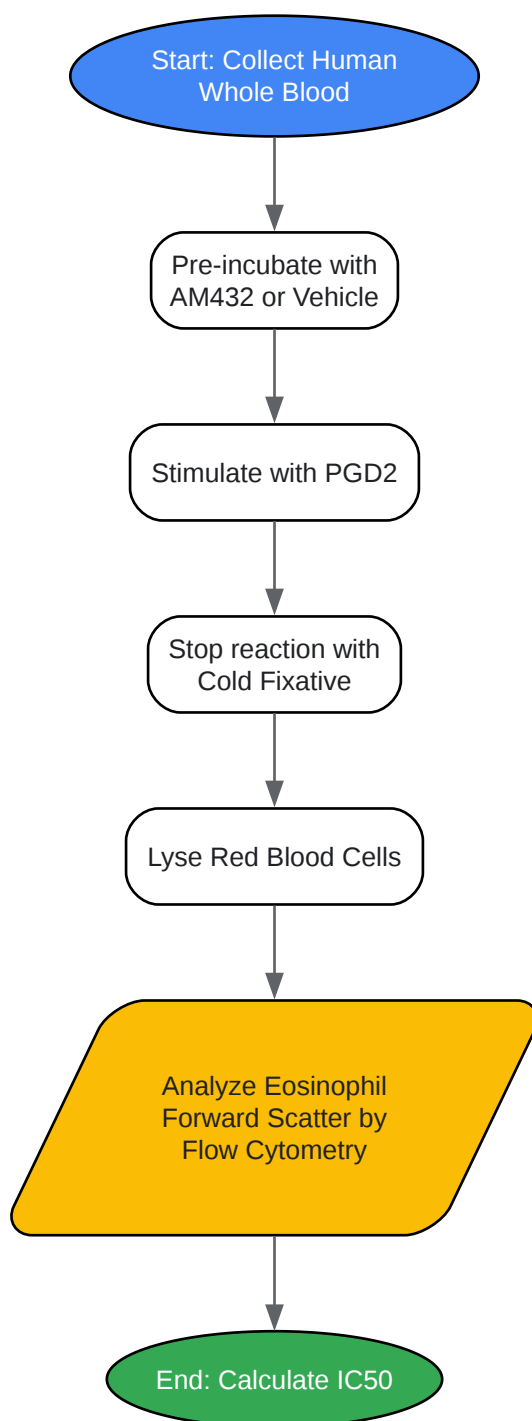 Start: Collect Human
Whole Blood
Pre-incubate with
AM432 or Vehicle
Stimulate with PGD2
Stop reaction with
Cold Fixative
Lyse Red Blood Cells
Analyze Eosinophil
Forward Scatter by
Flow Cytometry
End: Calculate IC50